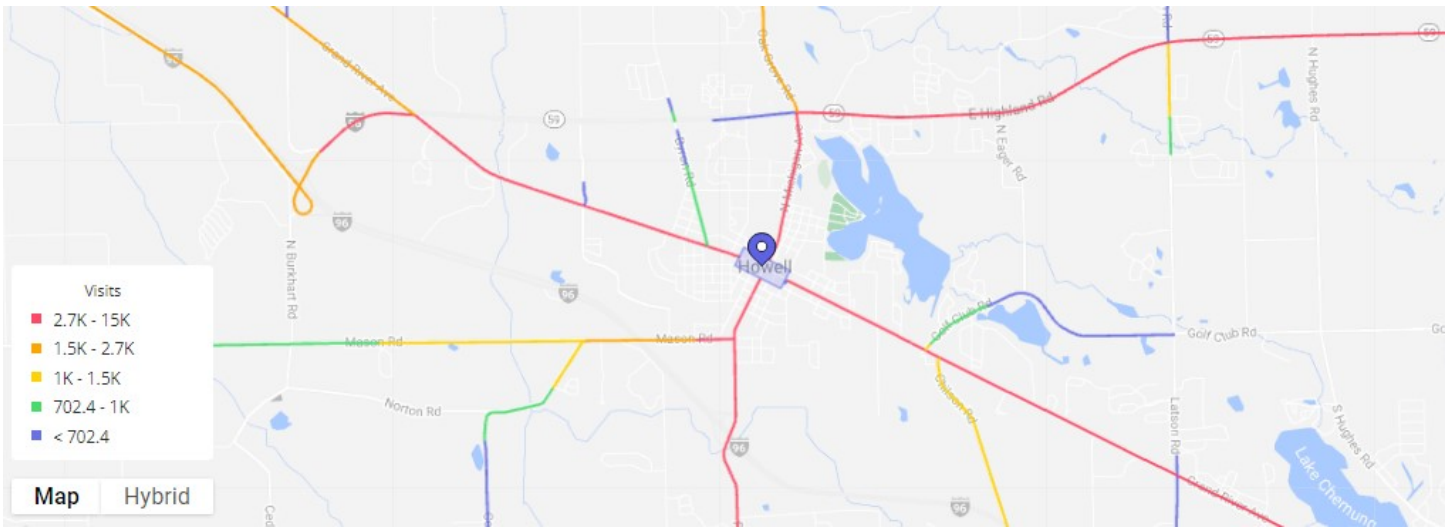 96
Grand River Ave
96
59
Oak Grove Rd
59
E Highland Rd
59
59
N Hughes Rd
N Eager Rd
Byron Rd
96
N Burkhart Rd
Howell
96
Golf Club Rd
Golf Club Rd
Mason Rd
Mason Rd
Norton Rd
Chilson Rd
Latson Rd
S Hughes Rd
96
96
Grand River Ave
Lake Chemung
Visits
2.7K - 15K
1.5K - 2.7K
1K - 1.5K
702.4 - 1K
< 702.4
Map Hybrid